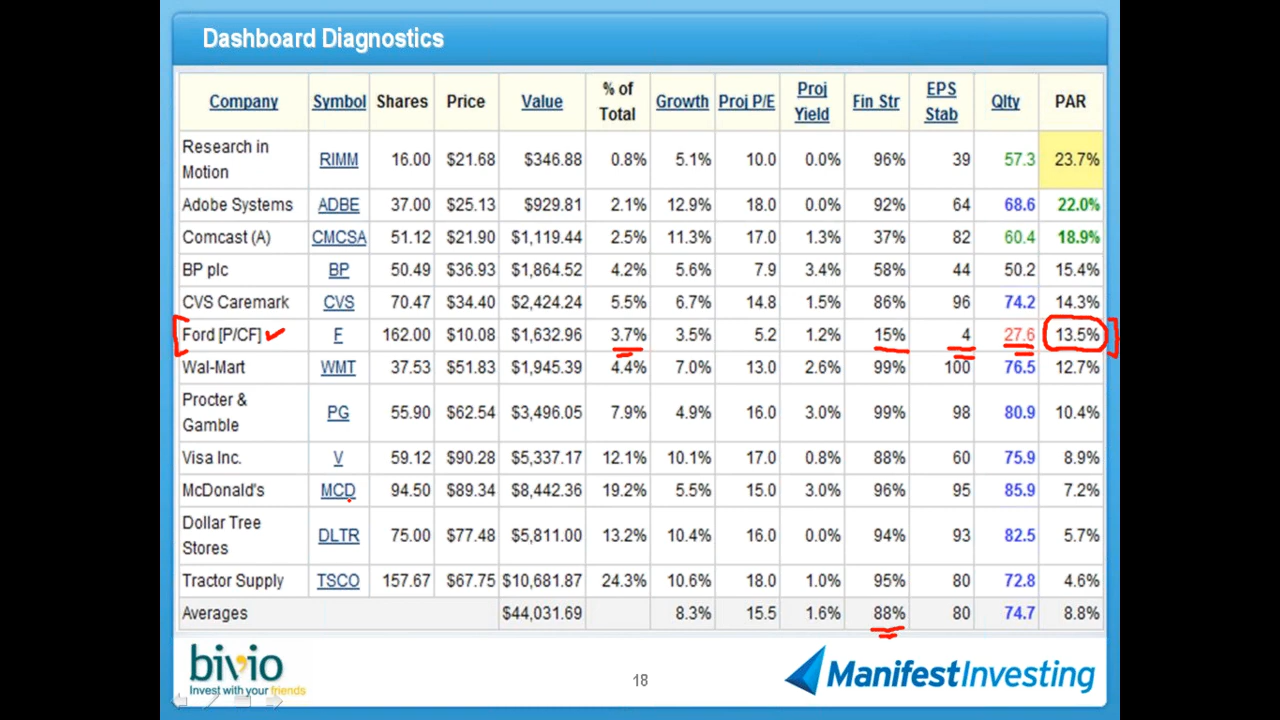 Dashboard Diagnostics
Company Symbol Shares Price Value % of Total Growth Proj P/E Proj Yield Fin Str EPS Stab Qlty PAR
Research in Motion RIMM 16.00 $21.68 $346.88 0.8% 5.1% 10.0 0.0% 96% 39 57.3 23.7%
Adobe Systems ADBE 37.00 $25.13 $929.81 2.1% 12.9% 18.0 0.0% 92% 64 68.6 22.0%
Comcast (A) CMCSA 51.12 $21.90 $1,119.44 2.5% 11.3% 17.0 1.3% 37% 82 60.4 18.9%
BP plc BP 50.49 $36.93 $1,864.52 4.2% 5.6% 7.9 3.4% 58% 44 50.2 15.4%
CVS Caremark CVS 70.47 $34.40 $2,424.24 5.5% 6.7% 14.8 1.5% 86% 96 74.2 14.3%
Ford [P/CF] F 162.00 $10.08 $1,632.96 3.7% 3.5% 5.2 1.2% 15% 4 27.6 13.5%
Wal-Mart WMT 37.53 $51.83 $1,945.39 4.4% 7.0% 13.0 2.6% 99% 100 76.5 12.7%
Procter & Gamble PG 55.90 $62.54 $3,496.05 7.9% 4.9% 16.0 3.0% 99% 98 80.9 10.4%
Visa Inc. V 59.12 $90.28 $5,337.17 12.1% 10.1% 17.0 0.8% 88% 60 75.9 8.9%
McDonald's MCD 94.50 $89.34 $8,442.36 19.2% 5.5% 15.0 3.0% 96% 95 85.9 7.2%
Dollar Tree Stores DLTR 75.00 $77.48 $5,811.00 13.2% 10.4% 16.0 0.0% 94% 93 82.5 5.7%
Tractor Supply TSCO 157.67 $67.75 $10,681.87 24.3% 10.6% 18.0 1.0% 95% 80 72.8 4.6%
Averages $44,031.69 8.3% 15.5 1.6% 88% 80 74.7 8.8%
bivio
Invest with your friends
18
ManifestInvesting